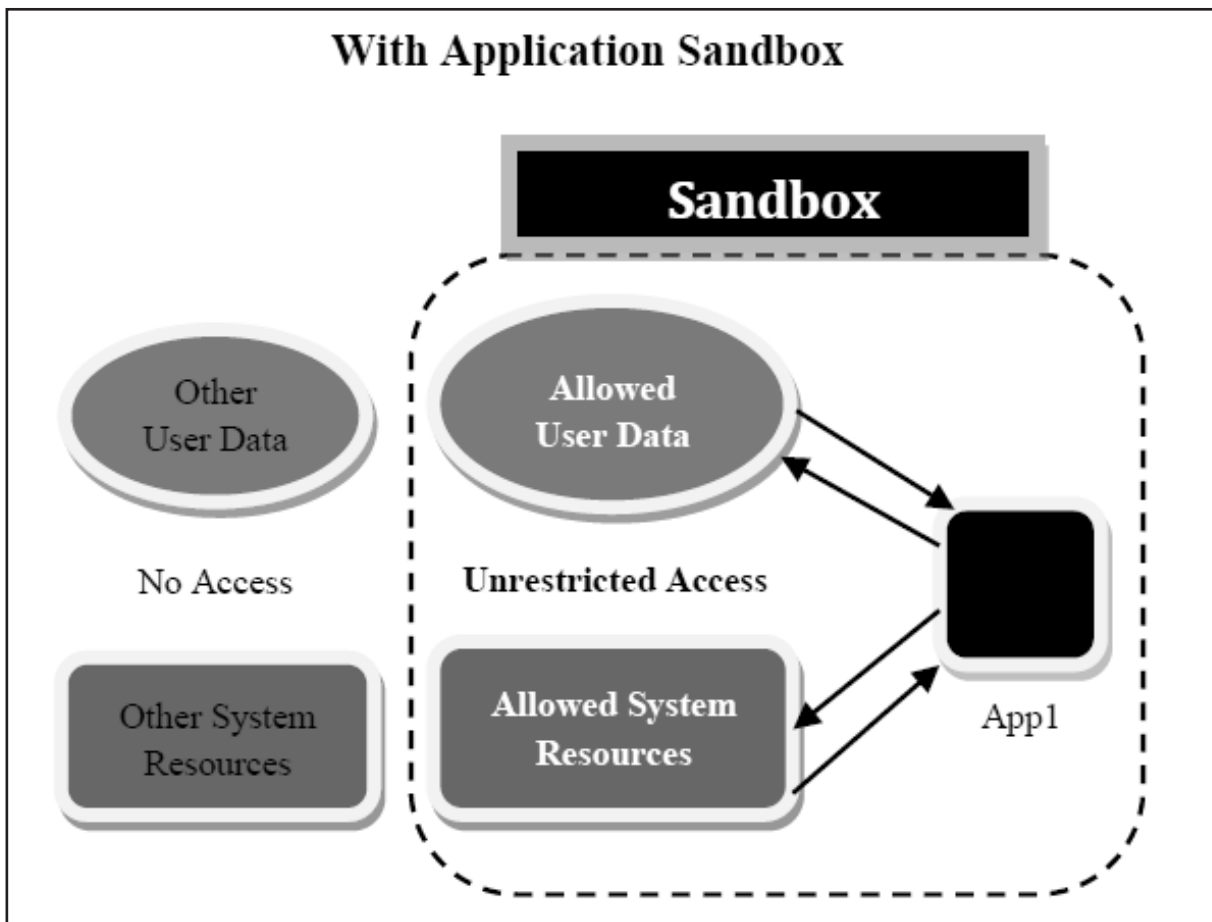 With Application Sandbox
Sandbox
Other
User Data
Allowed
User Data
No Access
Unrestricted Access
Other System
Resources
Allowed System
Resources
App1